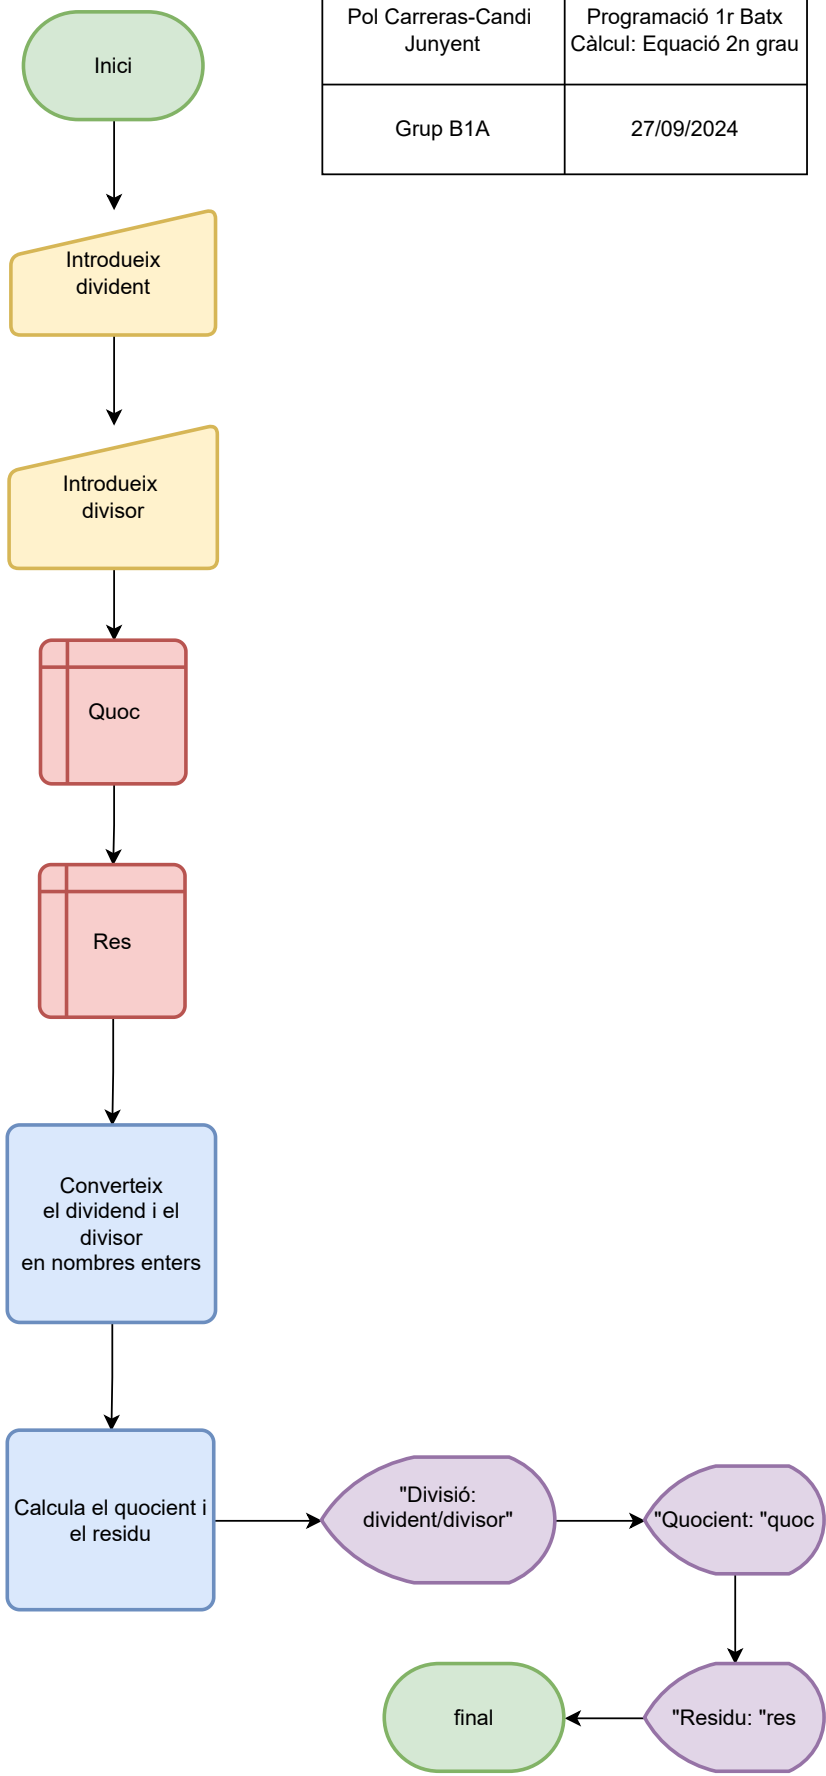 Inici
Pol Carreras-Candi
Junyent
Programació 1r Batx
Càlcul: Equació 2n grau
Grup B1A
27/09/2024
Introdueix
divident
Introdueix
divisor
Quoc
Res
Converteix
el dividend i el
divisor
en nombres enters
Calcula el quocient i
el residu
"Divisió:
divident/divisor"
"Quocient: "quoc
"Residu: "res
final